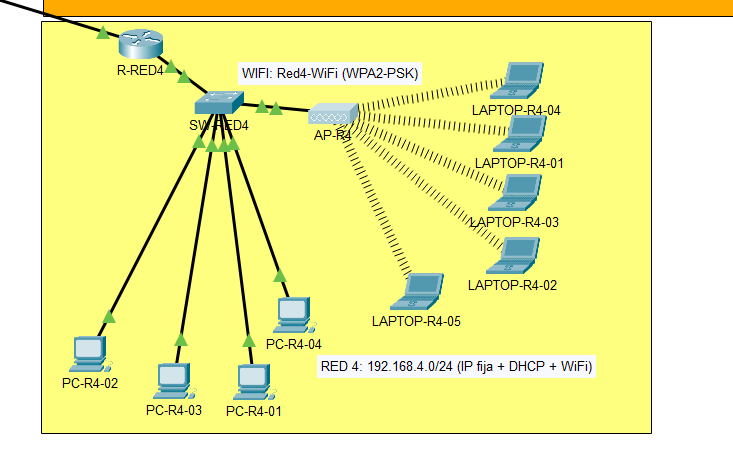 R-RED4
WIFI: Red4-WiFi (WPA2-PSK)
SW-RED4
AP-R4
LAPTOP-R4-04
LAPTOP-R4-01
LAPTOP-R4-03
LAPTOP-R4-02
LAPTOP-R4-05
PC-R4-04
RED 4: 192.168.4.0/24 (IP fija + DHCP + WiFi)
PC-R4-02
PC-R4-03
PC-R4-01